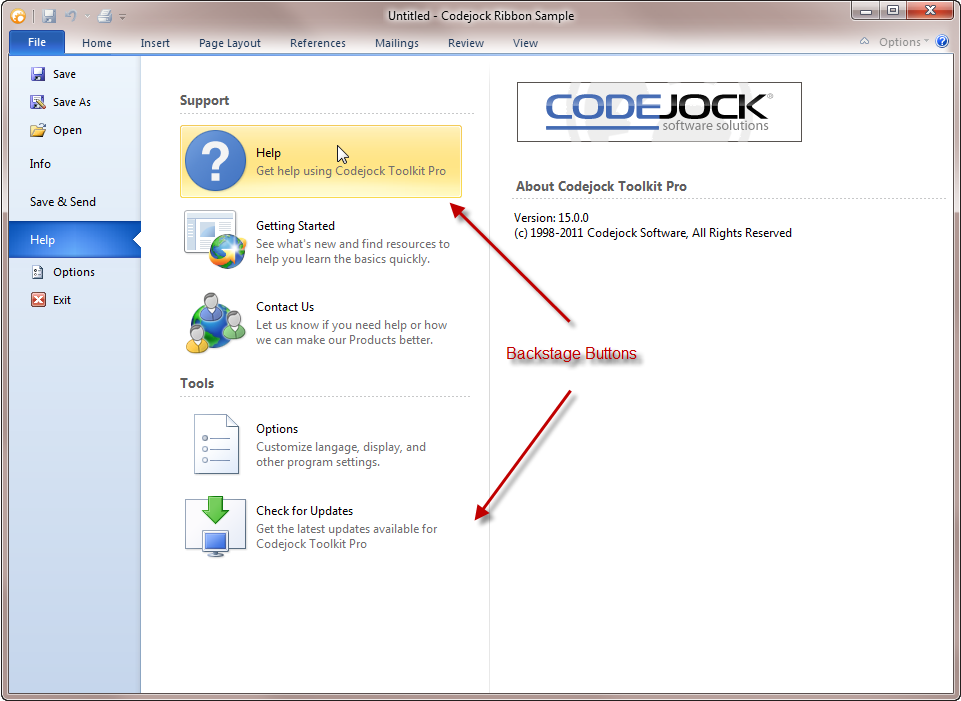 Untitled - Codejock Ribbon Sample
File Home Insert Page Layout References Mailings Review View Options
Save
Save As
Open
Info
Save & Send
Help
Options
Exit
Support
Help
Get help using Codejock Toolkit Pro
Getting Started
See what's new and find resources to
help you learn the basics quickly.
Contact Us
Let us know if you need help or how
we can make our Products better.
Tools
Options
Customize langage, display, and
other program settings.
Check for Updates
Get the latest updates available for
Codejock Toolkit Pro
CODEJOCK®
software solutions
About Codejock Toolkit Pro
Version: 15.0.0
(c) 1998-2011 Codejock Software, All Rights Reserved
Backstage Buttons